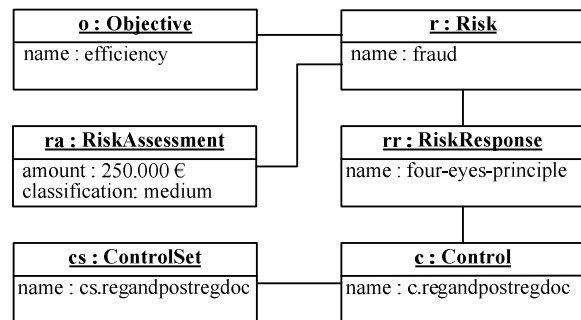 o : Objective
name : efficiency
r : Risk
name : fraud
ra : RiskAssessment
amount : 250.000 €
classification: medium
rr : RiskResponse
name : four-eyes-principle
cs : ControlSet
name : cs.regandpostregdoc
c : Control
name : c.regandpostregdoc